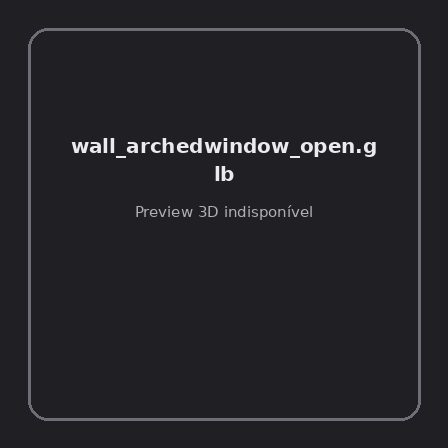 wall_archedwindow_open.g
lb
Preview 3D indisponível